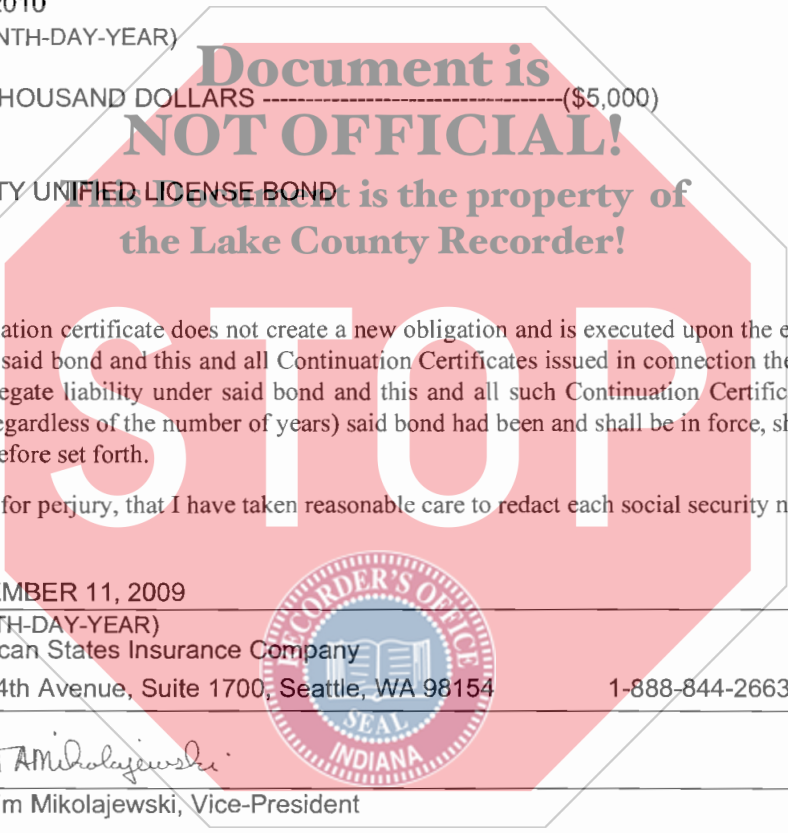 2010
NTH-DAY-YEAR)
Document is
HOUSAND DOLLARS ----------------------------------($5,000)
NOT OFFICIAL!
TY UNIFIED LICENSE BOND
This Document is the property of
the Lake County Recorder!
ation certificate does not create a new obligation and is executed upon the e
said bond and this and all Continuation Certificates issued in connection the
egate liability under said bond and this and all such Continuation Certific
egardless of the number of years) said bond had been and shall be in force, sh
efore set forth.
STOP
for perjury, that I have taken reasonable care to redact each social security n
EMBER 11, 2009
TH-DAY-YEAR)
can States Insurance Company
4th Avenue, Suite 1700, Seattle, WA 98154 1-888-844-2663
RECORDER'S OFFICE
SEAL
INDIANA
TAMikolajewski
m Mikolajewski, Vice-President